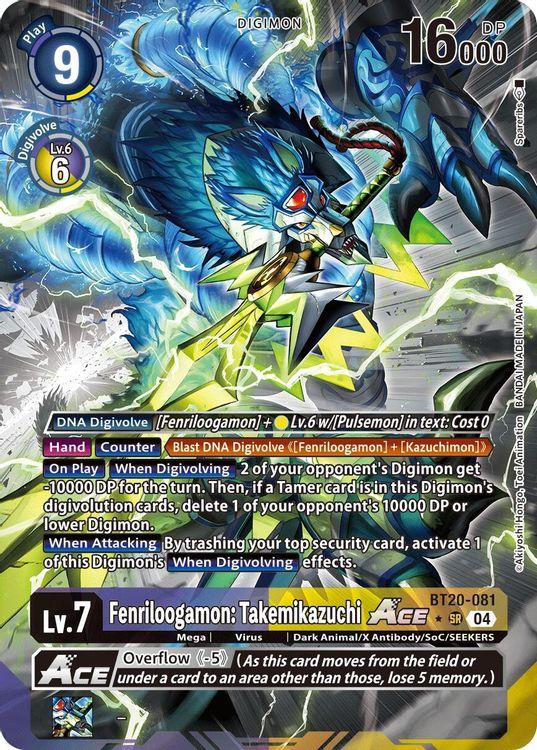 DIGIMON
Play
9
16000
DP
Digivolve
Lv.6
6
Spareribs
DNA Digivolve [Fenriloogamon] + Lv.6 w/[Pulsemon] in text: Cost 0
Hand Counter Blast DNA Digivolve 《[Fenriloogamon] + [Kazuchimon]》
On Play When Digivolving 2 of your opponent's Digimon get
-10000 DP for the turn. Then, if a Tamer card is in this Digimon's
digivolution cards, delete 1 of your opponent's 10000 DP or
lower Digimon.
When Attacking By trashing your top security card, activate 1
of this Digimon's When Digivolving effects.
©Akiyoshi Hongo, Toei Animation BANDAI MADE IN JAPAN
BT20-081
Lv.7 Fenriloogamon: Takemikazuchi ACE ★ SR 04
Mega | Virus | Dark Animal/X Antibody/SoC/SEEKERS
ACE Overflow 《-5》 (As this card moves from the field or
under a card to an area other than those, lose 5 memory.)
–